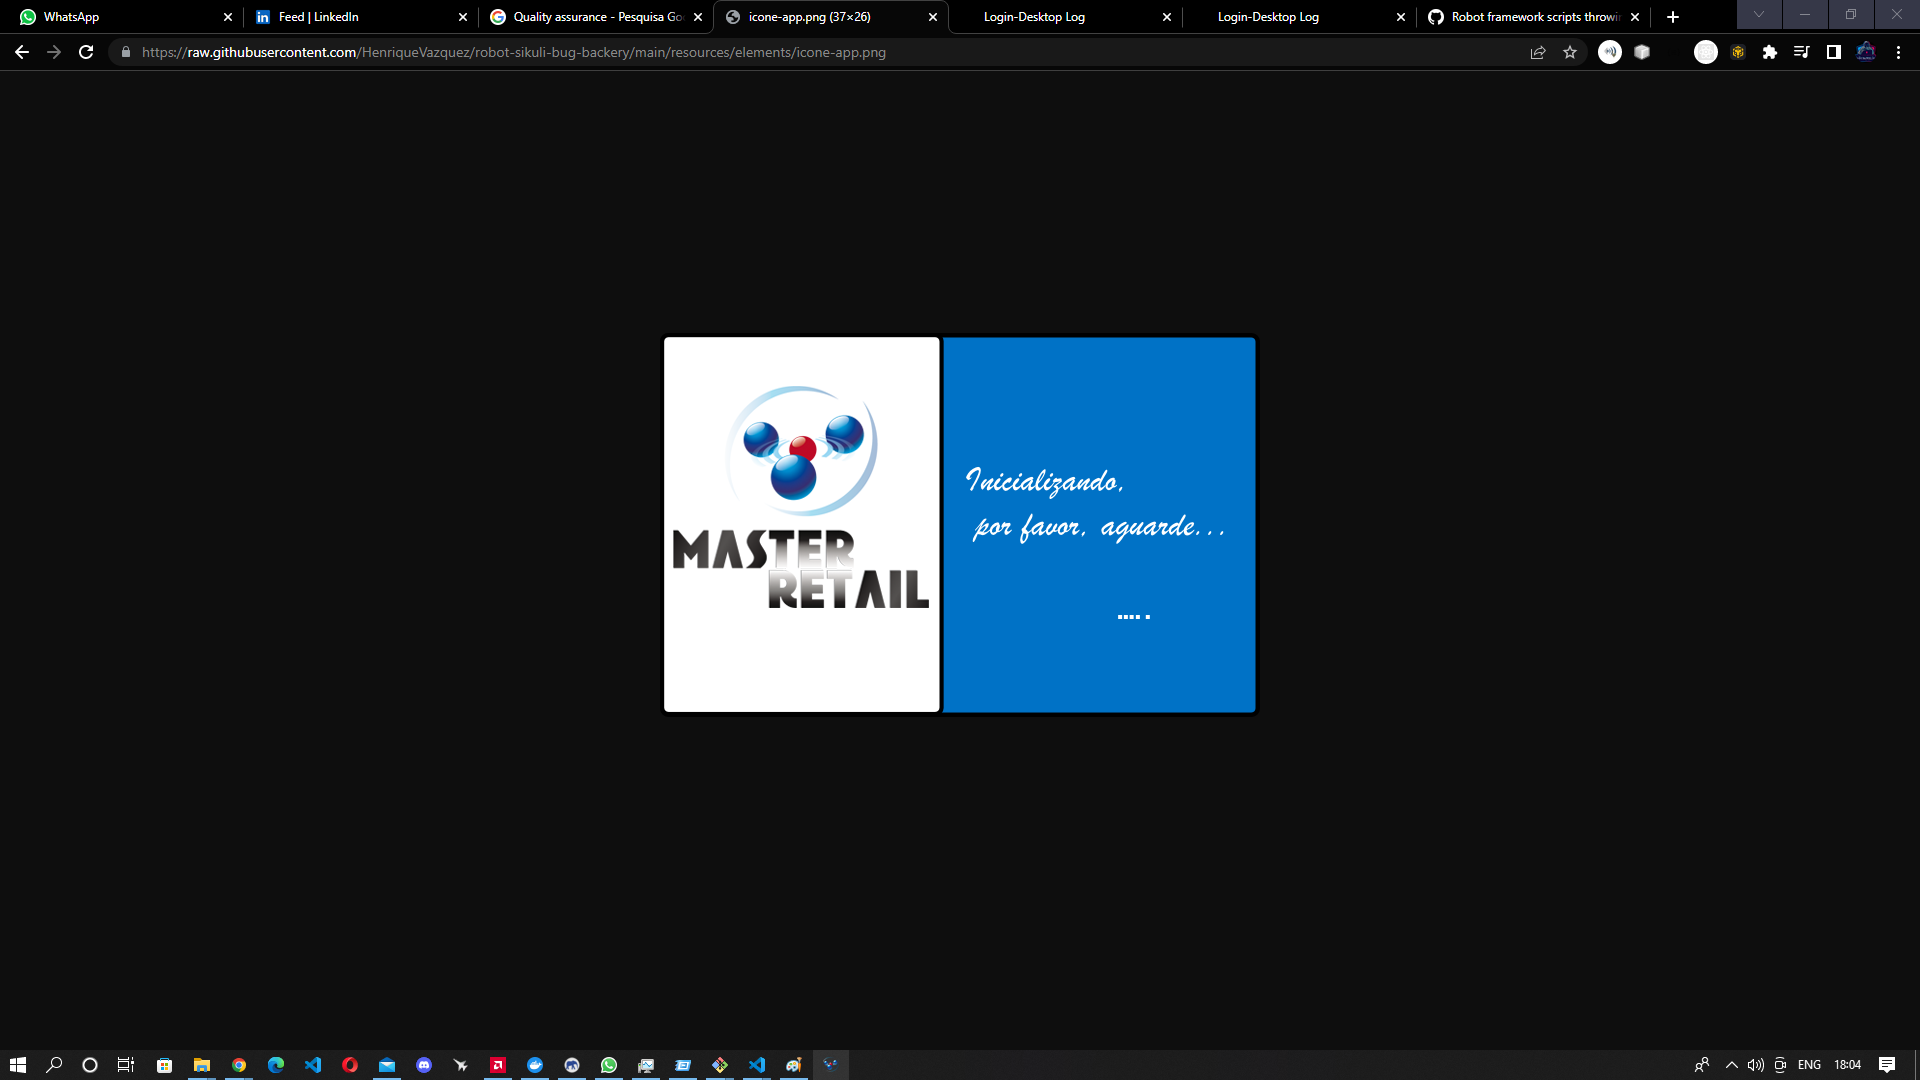 WhatsApp
Feed | LinkedIn
Quality assurance - Pesquisa Go
icone-app.png (37×26)
Login-Desktop Log
Login-Desktop Log
Robot framework scripts throwi
https://raw.githubusercontent.com/HenriqueVazquez/robot-sikuli-bug-backery/main/resources/elements/icone-app.png
MASTER
RETAIL
Inicializando,
por favor, aguarde...
ENG
18:04